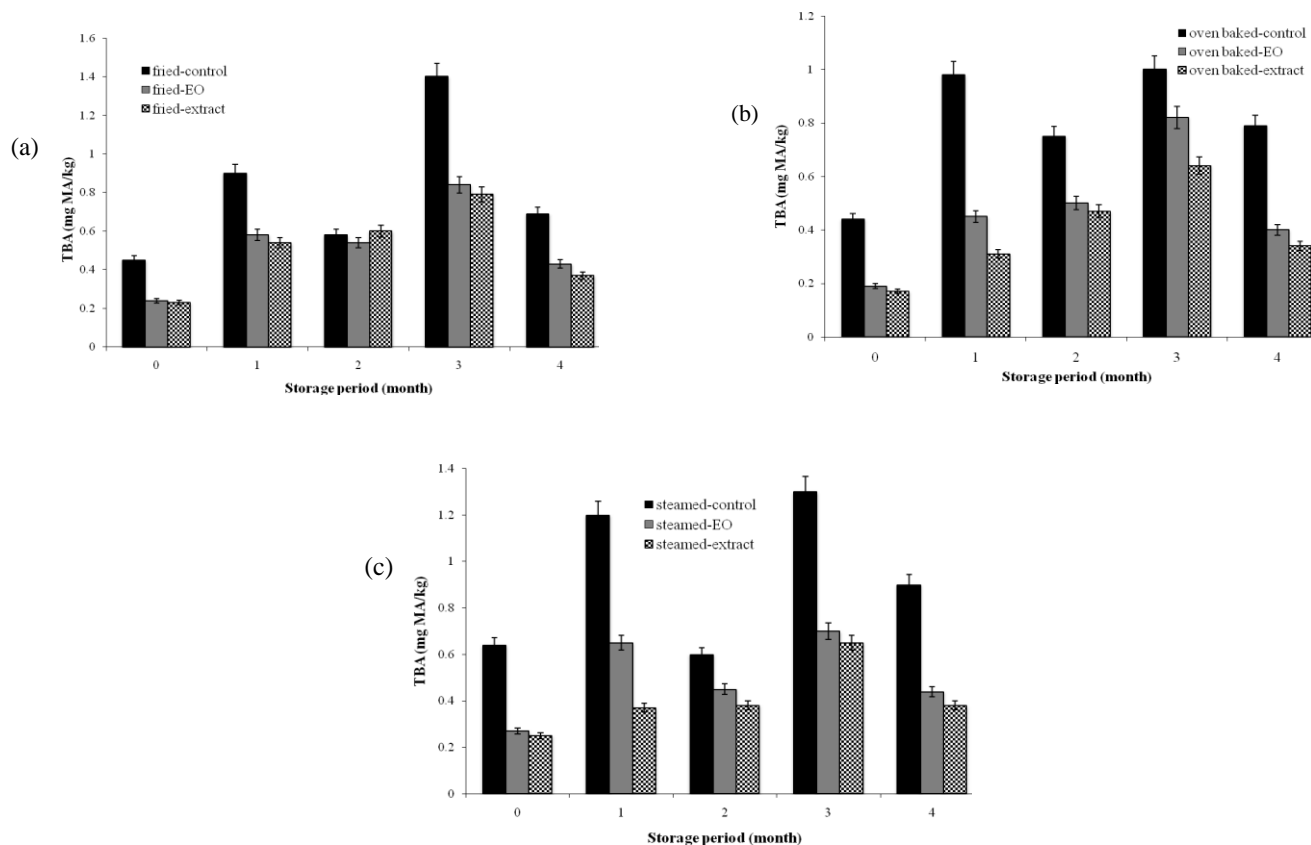 (a)
TBA (mg MA/kg)
1.6
1.4
1.2
1
0.8
0.6
0.4
0.2
0
fried-control
fried-EO
fried-extract
0 1 2 3 4
Storage period (month)
(b)
TBA (mg MA/kg)
1.2
1
0.8
0.6
0.4
0.2
0
oven baked-control
oven baked-EO
oven baked-extract
0 1 2 3 4
Storage period (month)
(c)
TBA (mg MA/kg)
1.4
1.2
1
0.8
0.6
0.4
0.2
0
steamed-control
steamed-EO
steamed-extract
0 1 2 3 4
Storage period (month)